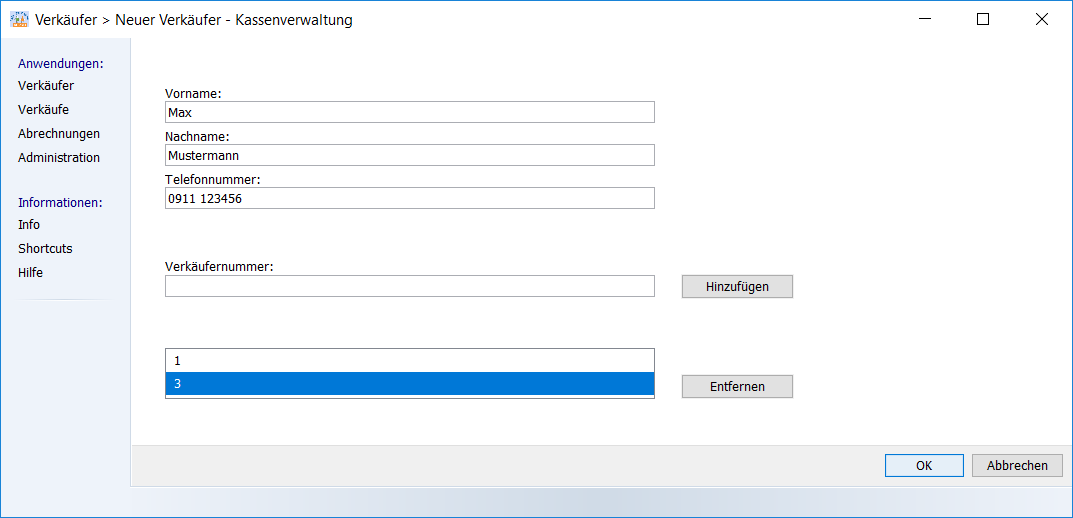 Verkäufer > Neuer Verkäufer - Kassenverwaltung
Anwendungen:
Verkäufer
Verkäufe
Abrechnungen
Administration
Informationen:
Info
Shortcuts
Hilfe
Vorname:
Max
Nachname:
Mustermann
Telefonnummer:
0911 123456
Verkäufernummer:
Hinzufügen
1
3
Entfernen
OK
Abbrechen